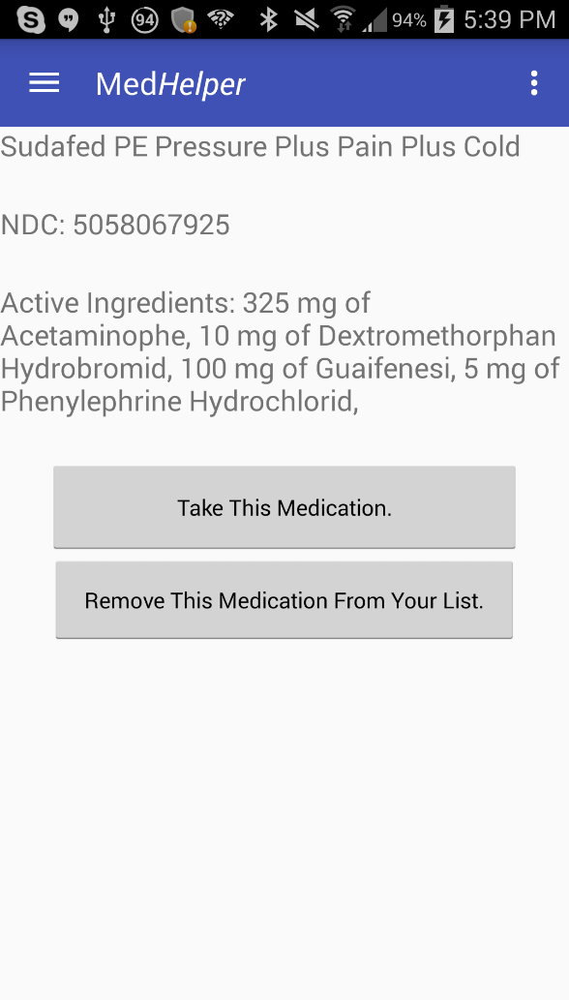 94 94% 5:39 PM
MedHelper
Sudafed PE Pressure Plus Pain Plus Cold
NDC: 5058067925
Active Ingredients: 325 mg of
Acetaminophe, 10 mg of Dextromethorphan
Hydrobromid, 100 mg of Guaifenesi, 5 mg of
Phenylephrine Hydrochlorid,
Take This Medication.
Remove This Medication From Your List.